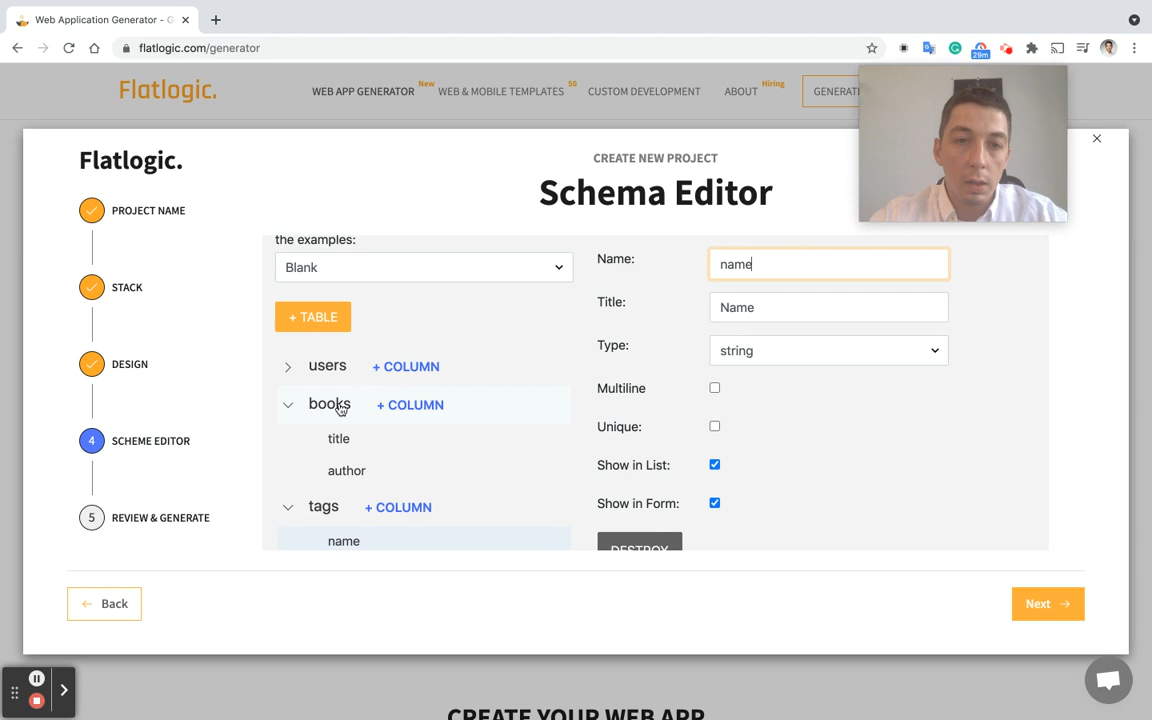 Web Application Generator - G
flatlogic.com/generator
29m
Flatlogic.
WEB APP GENERATOR New
WEB & MOBILE TEMPLATES 50
CUSTOM DEVELOPMENT
ABOUT Hiring
Flatlogic.
CREATE NEW PROJECT
Schema Editor
PROJECT NAME
STACK
DESIGN
4 SCHEME EDITOR
5 REVIEW & GENERATE
the examples:
Blank
+ TABLE
users + COLUMN
books + COLUMN
title
author
tags + COLUMN
name
Name: name
Title: Name
Type: string
Multiline
Unique:
Show in List:
Show in Form:
DESTROY
← Back
Next →
CREATE YOUR WEB APP